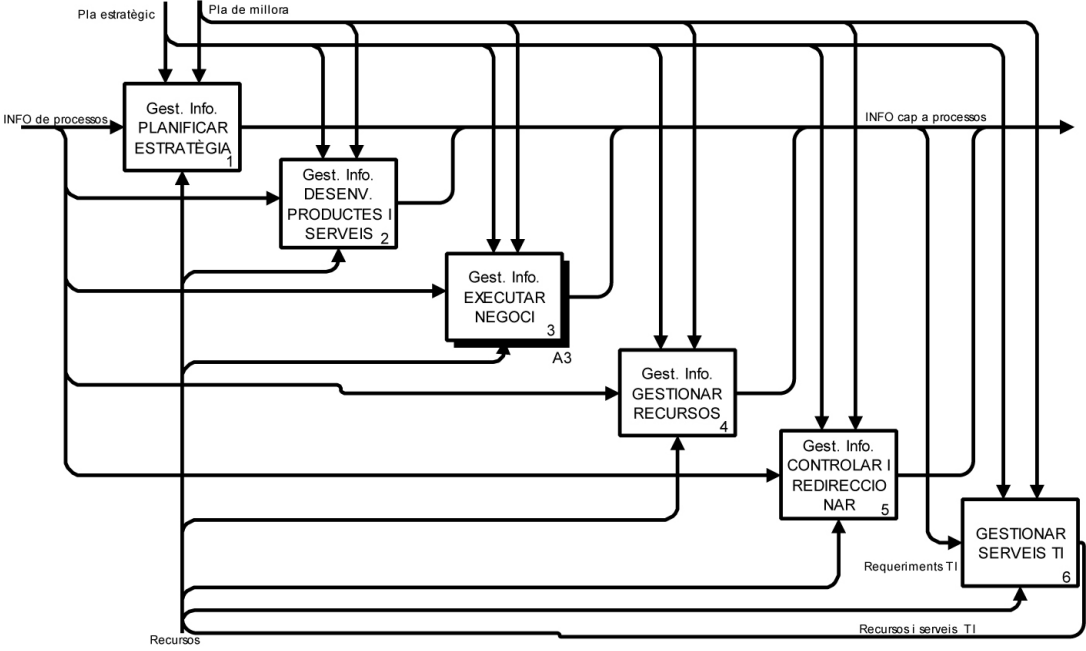 Pla estratègic
Pla de millora
INFO de processos
Gest. Info.
PLANIFICAR
ESTRATÈGIA
1
INFO cap a processos
Gest. Info.
DESENV.
PRODUCTES I
SERVEIS
2
Gest. Info.
EXECUTAR
NEGOCI
3
A3
Gest. Info.
GESTIONAR
RECURSOS
4
Gest. Info.
CONTROLAR I
REDIRECCIO
NAR
5
GESTIONAR
SERVEIS TI
6
Requeriments TI
Recursos i serveis TI
Recursos